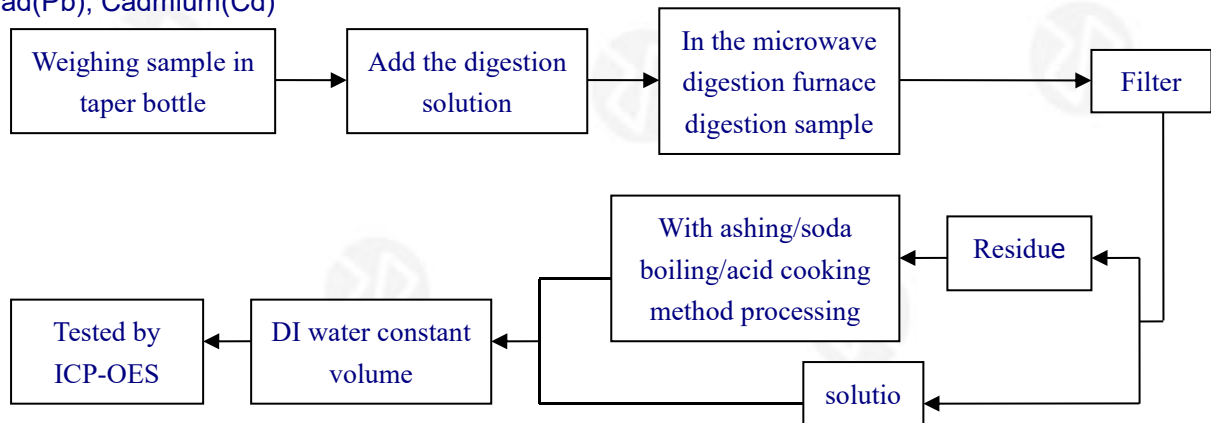 ad(Pb), Cadmium(Cd)
Weighing sample in
taper bottle
Add the digestion
solution
In the microwave
digestion furnace
digestion sample
Filter
With ashing/soda
boiling/acid cooking
method processing
Residue
Tested by
ICP-OES
DI water constant
volume
solutio